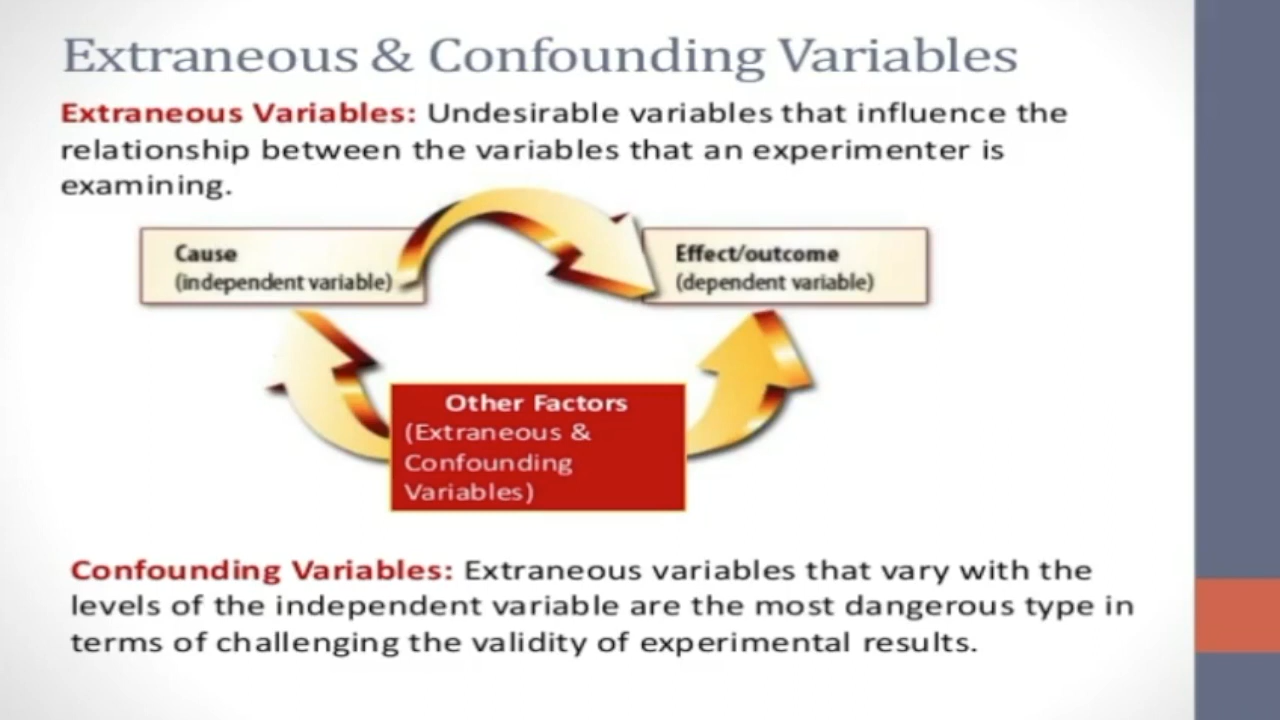 Extraneous & Confounding Variables
Extraneous Variables: Undesirable variables that influence the
relationship between the variables that an experimenter is
examining.
Cause
(independent variable)
Effect/outcome
(dependent variable)
Other Factors
(Extraneous &
Confounding
Variables)
Confounding Variables: Extraneous variables that vary with the
levels of the independent variable are the most dangerous type in
terms of challenging the validity of experimental results.